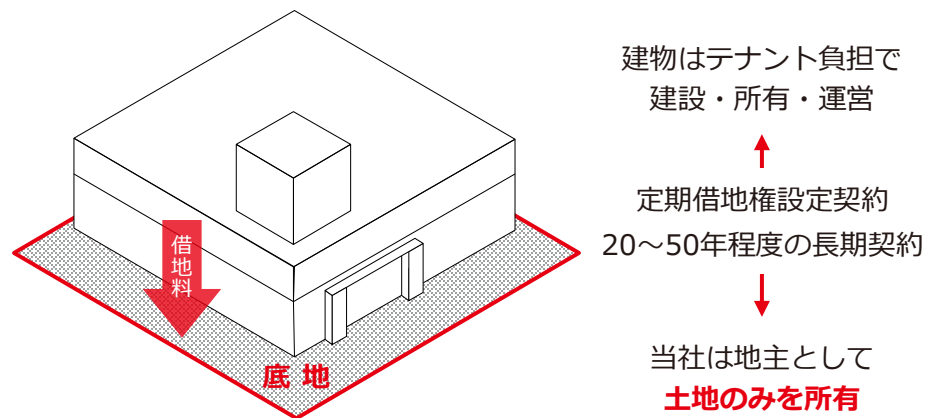 借地料
底地
建物はテナント負担で
建設・所有・運営
定期借地権設定契約
20～50年程度の長期契約
当社は地主として
土地のみを所有